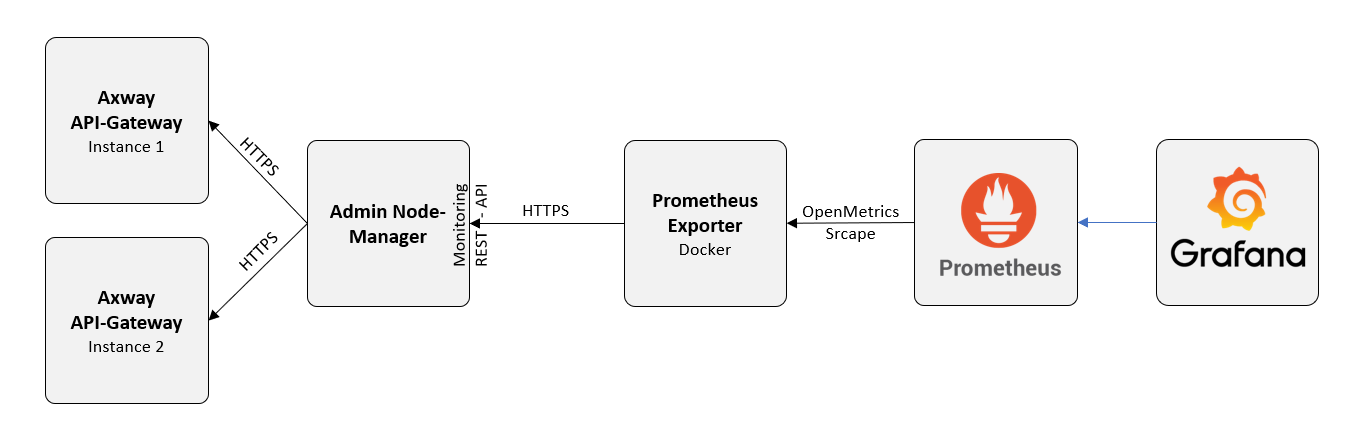 Axway
API-Gateway
Instance 1
HTTPS
Axway
API-Gateway
Instance 2
HTTPS
Admin Node-
Manager
Monitoring
REST - API
HTTPS
Prometheus
Exporter
Docker
OpenMetrics
Srcape
Prometheus
Grafana